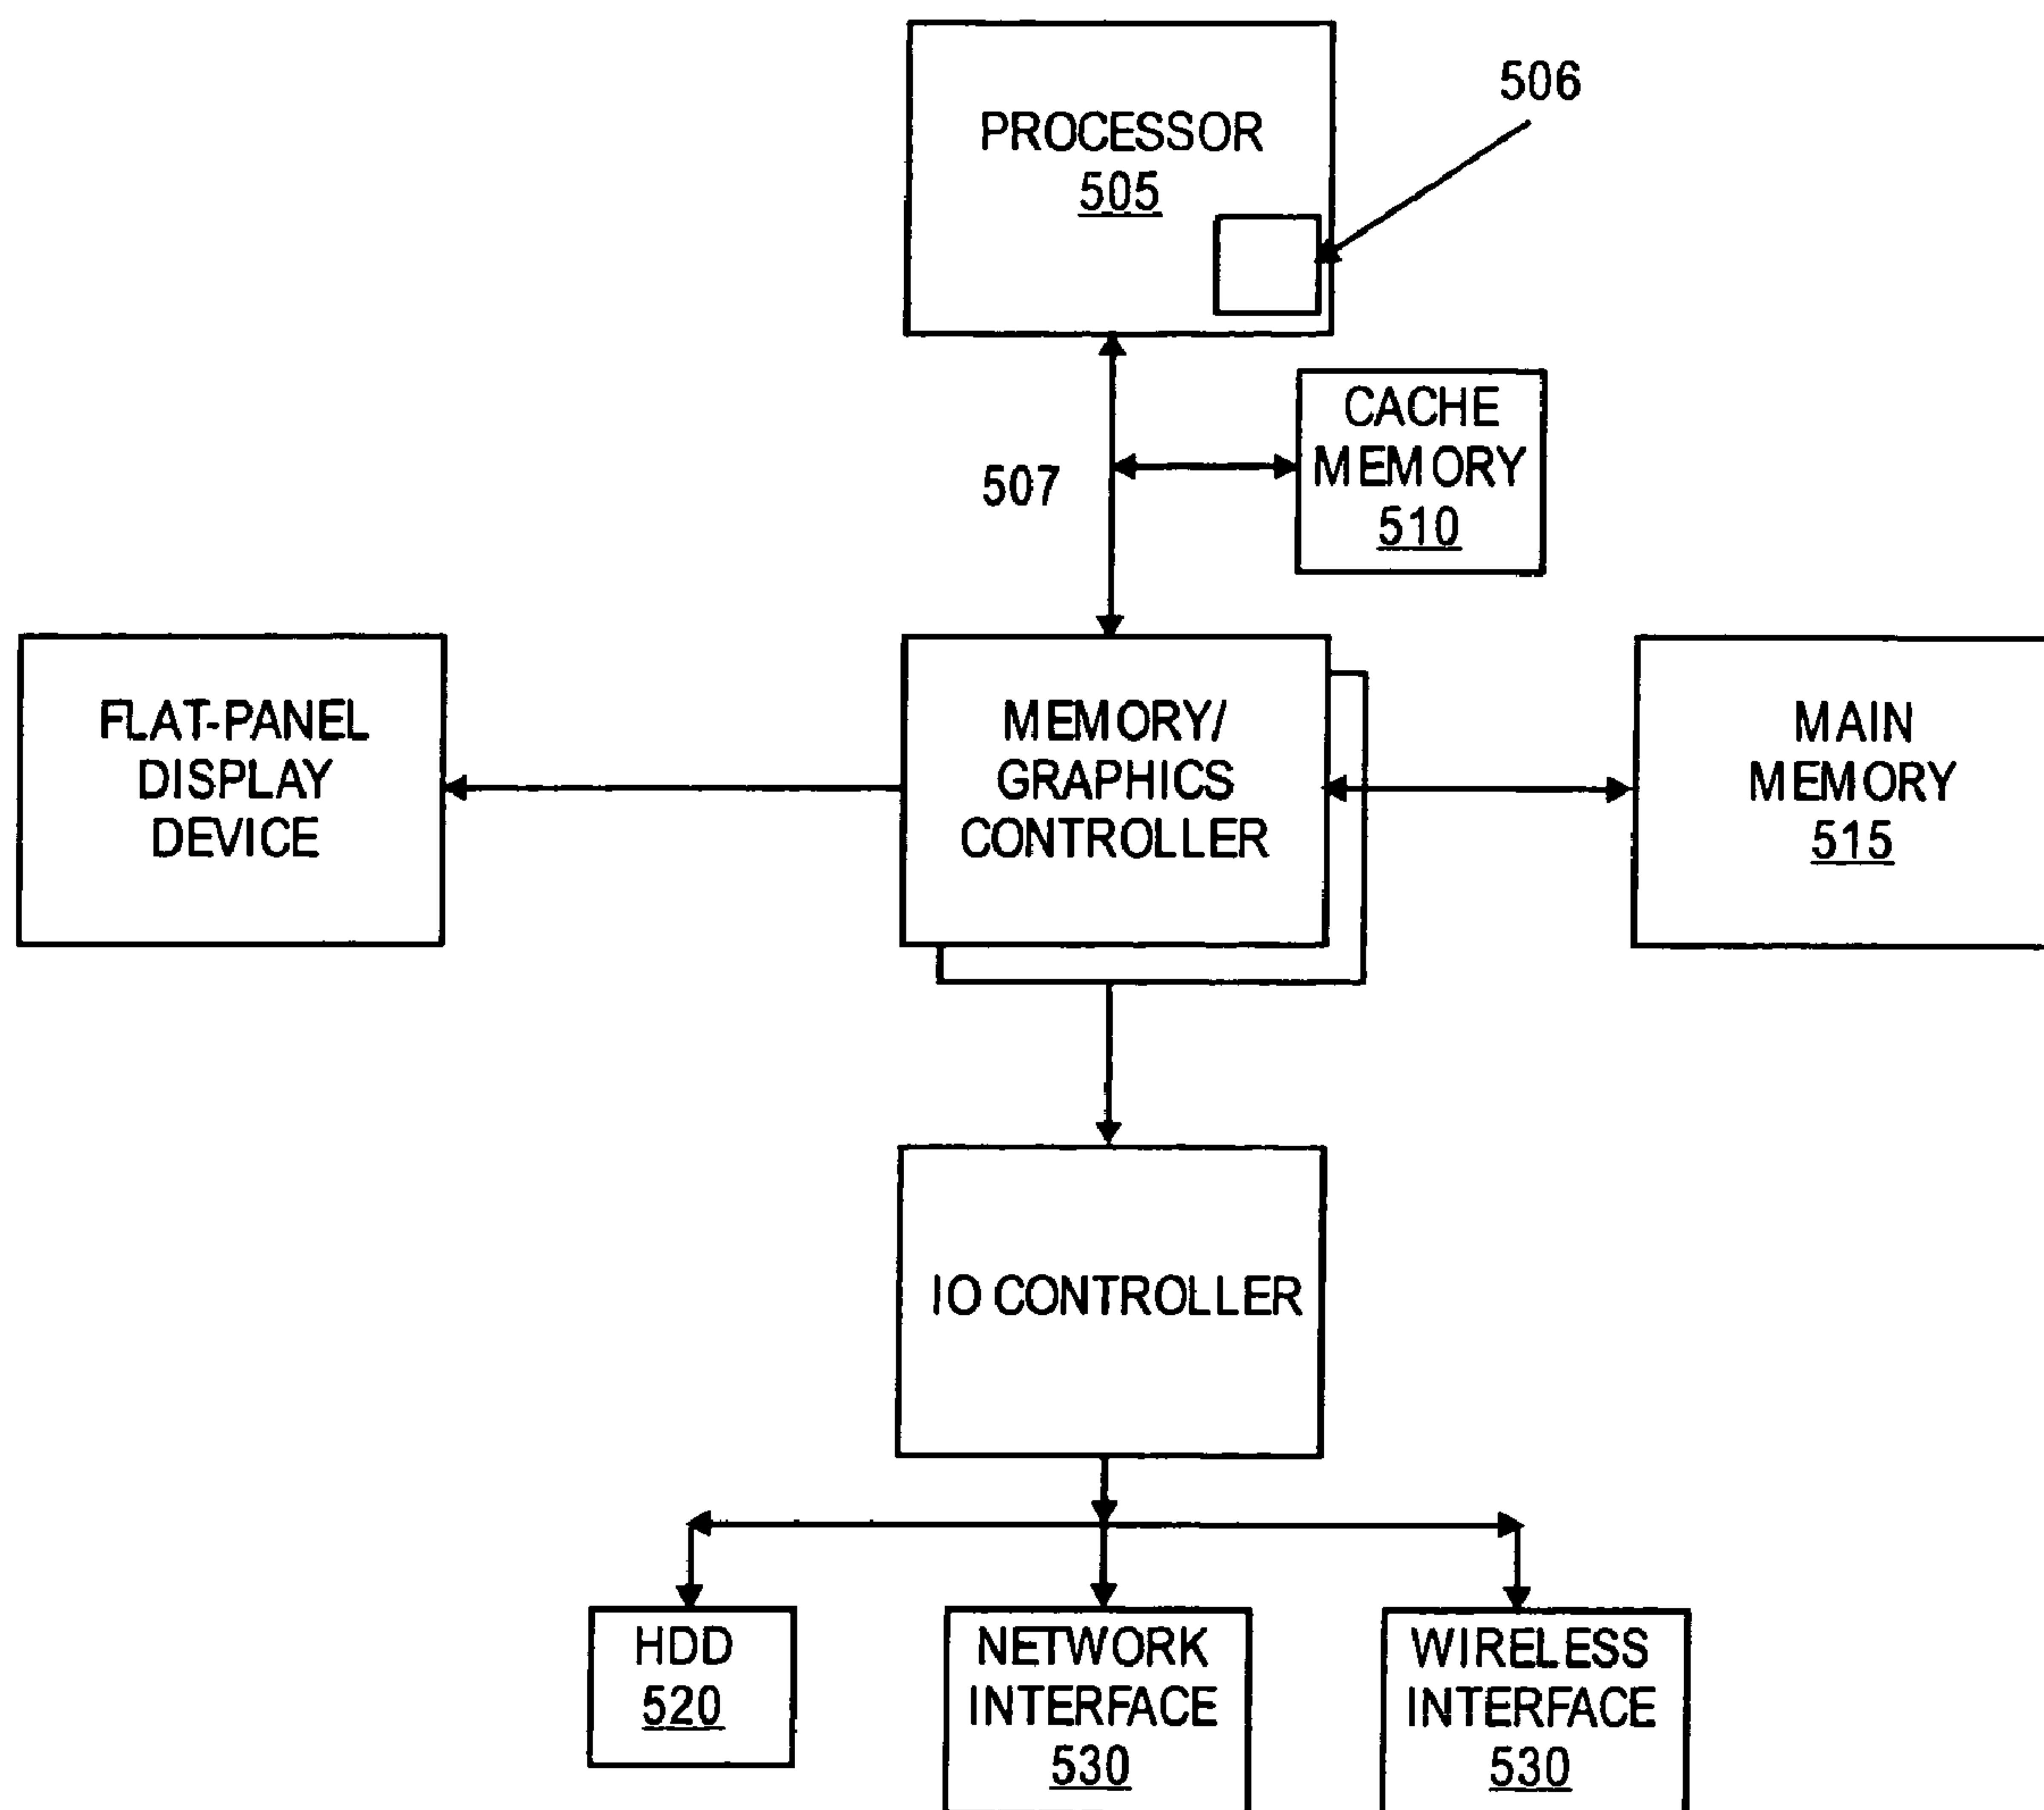 PROCESSOR
505
506
CACHE
MEMORY
510
507
FLAT-PANEL
DISPLAY
DEVICE
MEMORY/
GRAPHICS
CONTROLLER
MAIN
MEMORY
515
IO CONTROLLER
HDD
520
NETWORK
INTERFACE
530
WIRELESS
INTERFACE
530